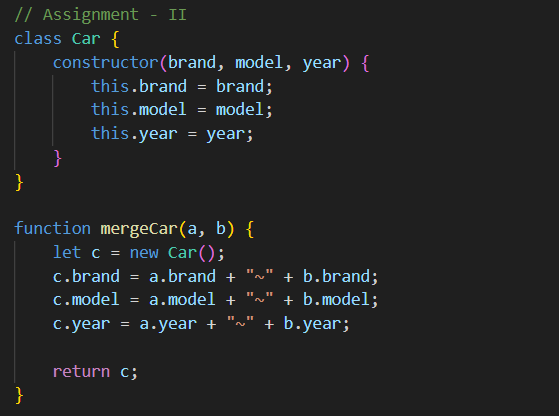 // Assignment - II
class Car {
    constructor(brand, model, year) {
        this.brand = brand;
        this.model = model;
        this.year = year;
    }
}

function mergeCar(a, b) {
    let c = new Car();
    c.brand = a.brand + "~" + b.brand;
    c.model = a.model + "~" + b.model;
    c.year = a.year + "~" + b.year;

    return c;
}